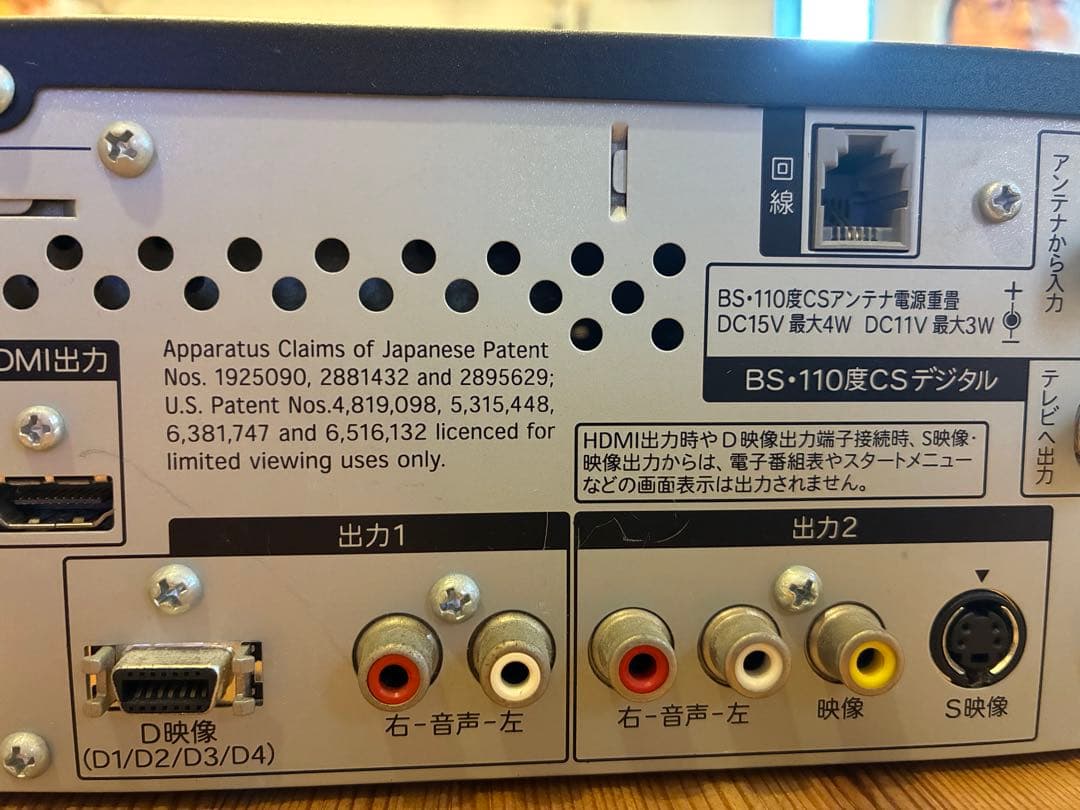 回線
アンテナから入力
BS・110度CSアンテナ電源重畳
DC15V 最大4W DC11V 最大3W
+
−
BS・110度CSデジタル
テレビへ出力
DMI出力
Apparatus Claims of Japanese Patent
Nos. 1925090, 2881432 and 2895629;
U.S. Patent Nos.4,819,098, 5,315,448,
6,381,747 and 6,516,132 licenced for
limited viewing uses only.
HDMI出力時やD映像出力端子接続時、S映像・
映像出力からは、電子番組表やスタートメニュー
などの画面表示は出力されません。
出力1
D映像
(D1/D2/D3/D4)
右-音声-左
出力2
右-音声-左
映像
S映像